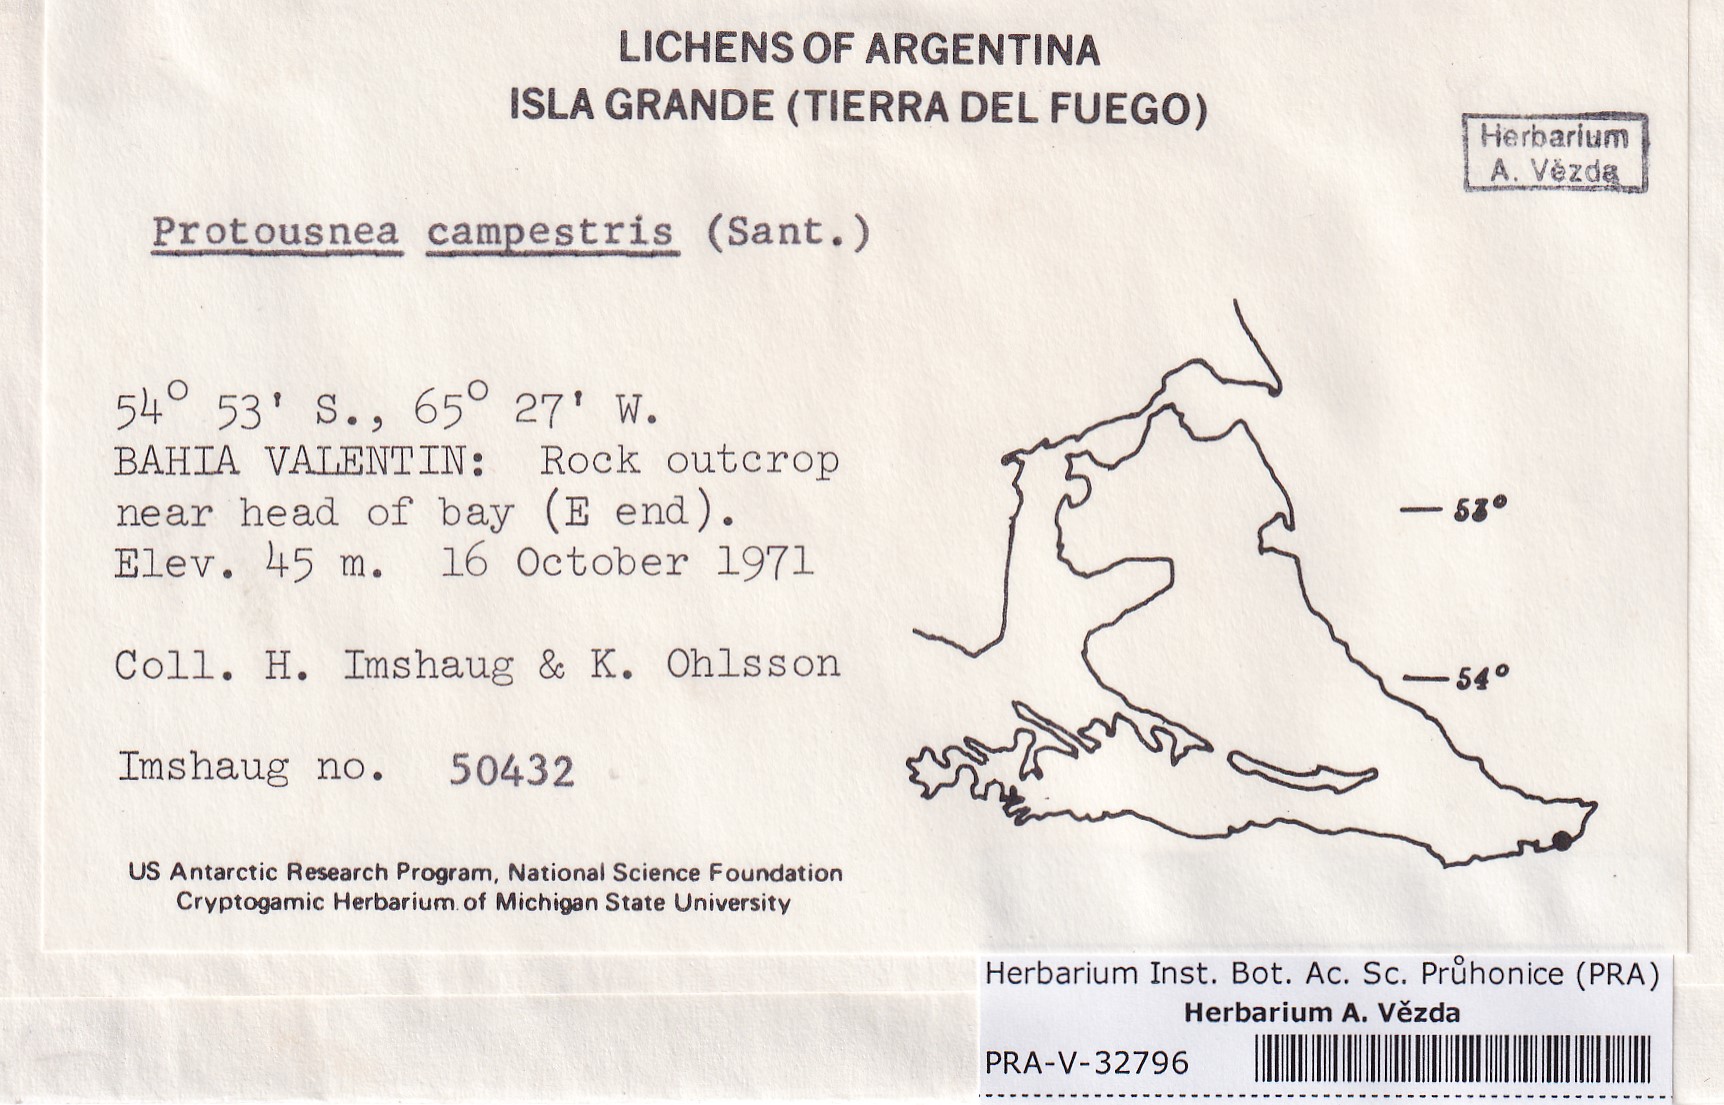 LICHENS OF ARGENTINA
ISLA GRANDE (TIERRA DEL FUEGO)
Herbarium
A. Vězda
Protousnea campestris (Sant.)
54° 53' S., 65° 27' W.
BAHIA VALENTIN: Rock outcrop
near head of bay (E end).
Elev. 45 m. 16 October 1971
Coll. H. Imshaug & K. Ohlsson
Imshaug no. 50432
53°
54°
US Antarctic Research Program, National Science Foundation
Cryptogamic Herbarium of Michigan State University
Herbarium Inst. Bot. Ac. Sc. Průhonice (PRA)
Herbarium A. Vězda
PRA-V-32796